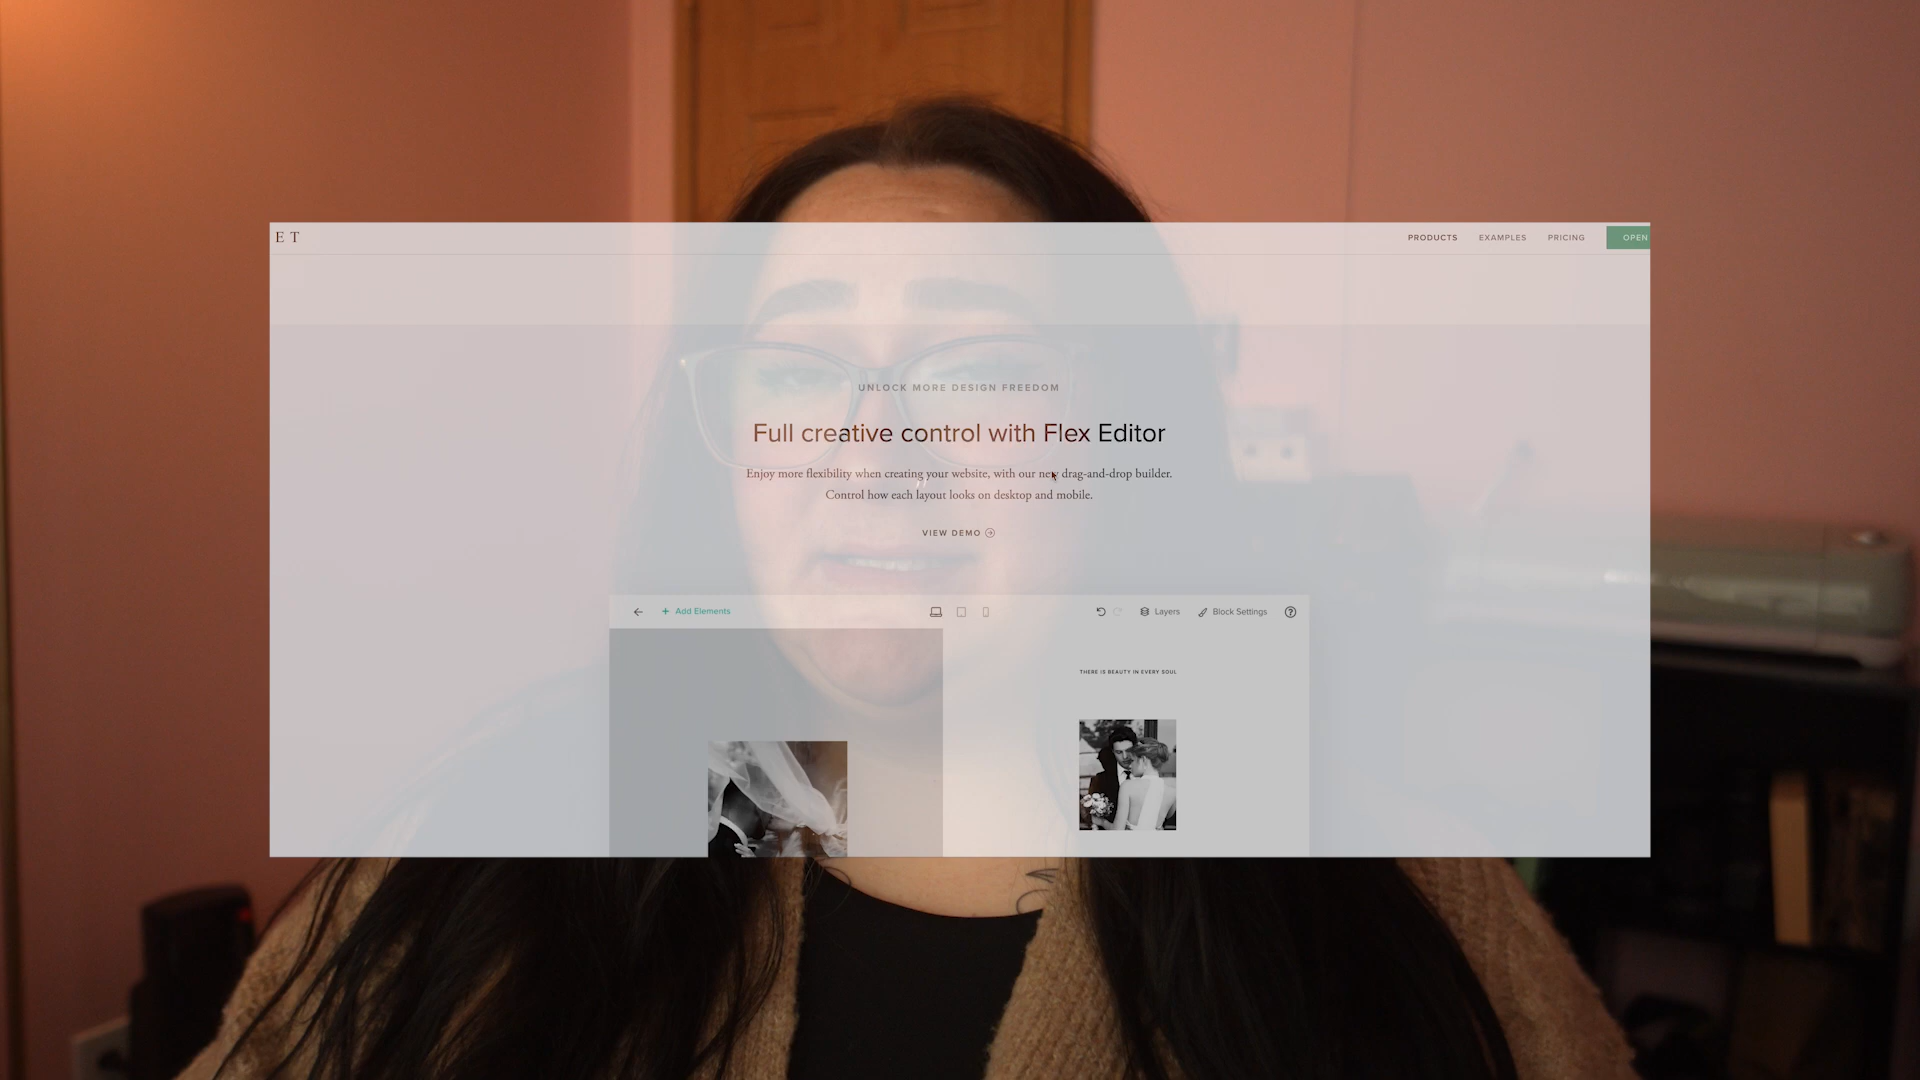 ET
PRODUCTS EXAMPLES PRICING OPEN
UNLOCK MORE DESIGN FREEDOM
Full creative control with Flex Editor
Enjoy more flexibility when creating your website, with our new drag-and-drop builder.
Control how each layout looks on desktop and mobile.
VIEW DEMO
+ Add Elements
Layers
Block Settings
?
THERE IS BEAUTY IN EVERY SOUL